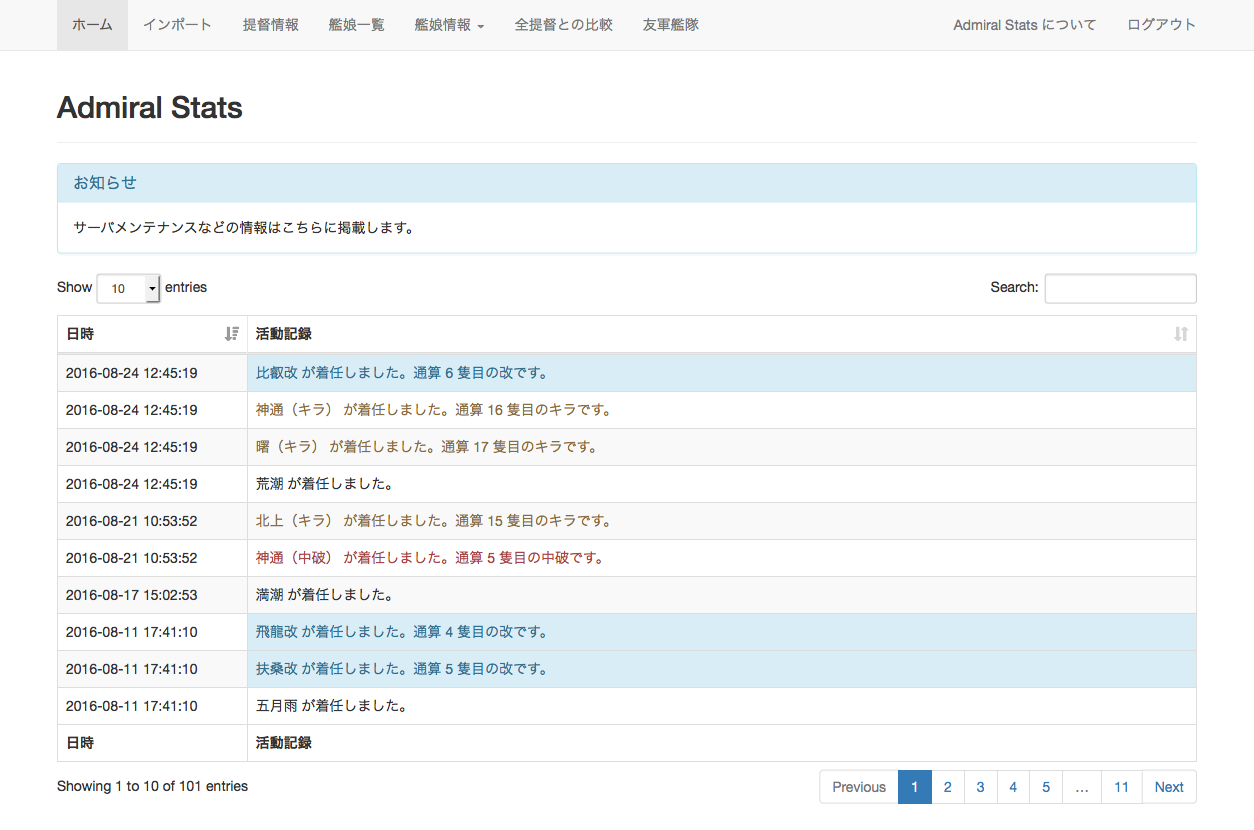 ホーム インポート 提督情報 艦娘一覧 艦娘情報 全提督との比較 友軍艦隊 Admiral Stats について ログアウト
Admiral Stats
お知らせ
サーバメンテナンスなどの情報はこちらに掲載します。
Show 10 entries Search:
日時 活動記録
2016-08-24 12:45:19 比叡改 が着任しました。通算 6 隻目の改です。
2016-08-24 12:45:19 神通（キラ） が着任しました。通算 16 隻目のキラです。
2016-08-24 12:45:19 曙（キラ） が着任しました。通算 17 隻目のキラです。
2016-08-24 12:45:19 荒潮 が着任しました。
2016-08-21 10:53:52 北上（キラ） が着任しました。通算 15 隻目のキラです。
2016-08-21 10:53:52 神通（中破） が着任しました。通算 5 隻目の中破です。
2016-08-17 15:02:53 満潮 が着任しました。
2016-08-11 17:41:10 飛龍改 が着任しました。通算 4 隻目の改です。
2016-08-11 17:41:10 扶桑改 が着任しました。通算 5 隻目の改です。
2016-08-11 17:41:10 五月雨 が着任しました。
日時 活動記録
Showing 1 to 10 of 101 entries Previous 1 2 3 4 5 … 11 Next